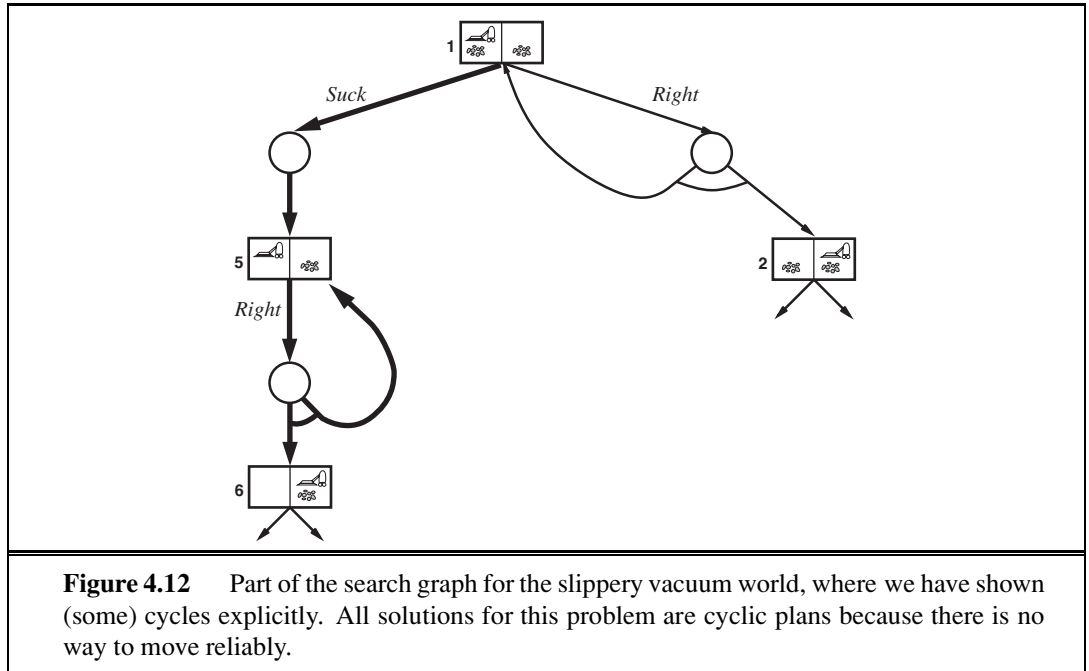 1
Suck
Right
5
2
Right
6
Figure 4.12 Part of the search graph for the slippery vacuum world, where we have shown
(some) cycles explicitly. All solutions for this problem are cyclic plans because there is no
way to move reliably.